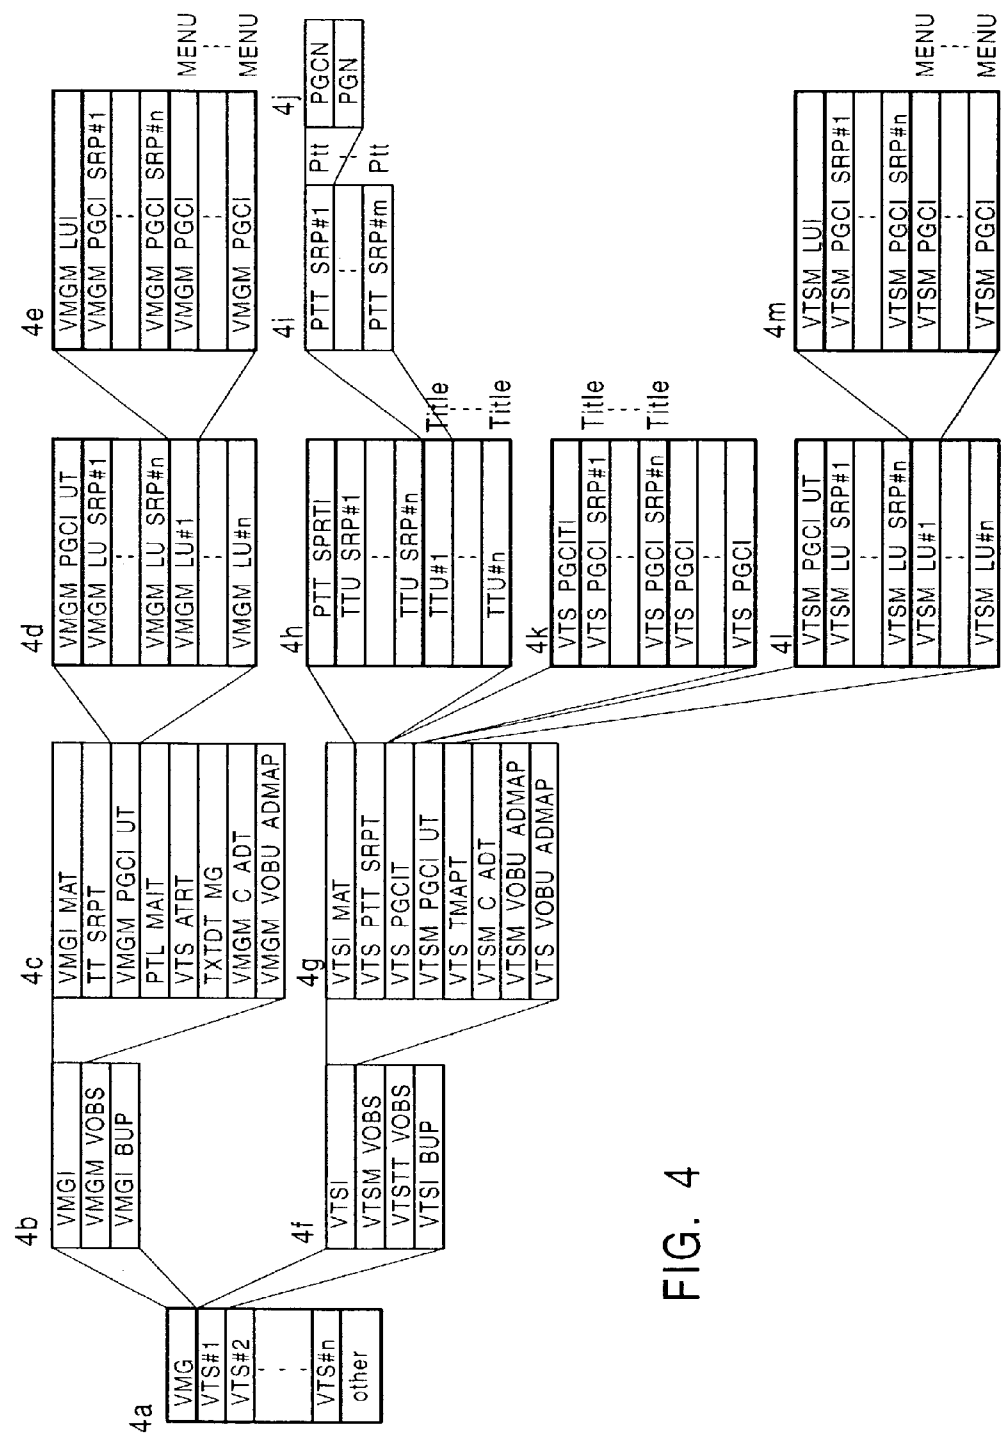 4a
VMG
VTS#1
VTS#2
VTS#n
other
4b
VMGI
VMGM VOBS
VMGI BUP
4c
VMGI MAT
TT SRPT
VMGM PGCI UT
PTL MAIT
VTS ATRT
TXTDT MG
VMGM C ADT
VMGM VOBU ADMAP
4d
VMGM PGCI UT
VMGM LU SRP#1
VMGM LU SRP#n
VMGM LU#1
VMGM LU#n
4e
VMGM LUI
VMGM PGCI SRP#1
VMGM PGCI SRP#n
VMGM PGCI
VMGM PGCI
MENU
MENU
4f
VTSI
VTSM VOBS
VTSTT VOBS
VTSI BUP
4g
VTSI MAT
VTS PTT SRPT
VTS PGCIT
VTSM PGCI UT
VTS TMAPT
VTSM C ADT
VTSM VOBU ADMAP
VTS VOBU ADMAP
4h
PTT SPRTI
TTU SRP#1
TTU SRP#n
TTU#1
TTU#n
Title
Title
4i
PTT SRP#1
PTT SRP#m
Ptt
Ptt
4j
PGCN
PGN
4k
VTS PGCITI
VTS PGCI SRP#1
VTS PGCI SRP#n
VTS PGCI
VTS PGCI
Title
Title
4l
VTSM PGCI UT
VTSM LU SRP#1
VTSM LU SRP#n
VTSM LU#1
VTSM LU#n
4m
VTSM LUI
VTSM PGCI SRP#1
VTSM PGCI SRP#n
VTSM PGCI
VTSM PGCI
MENU
MENU
FIG. 4